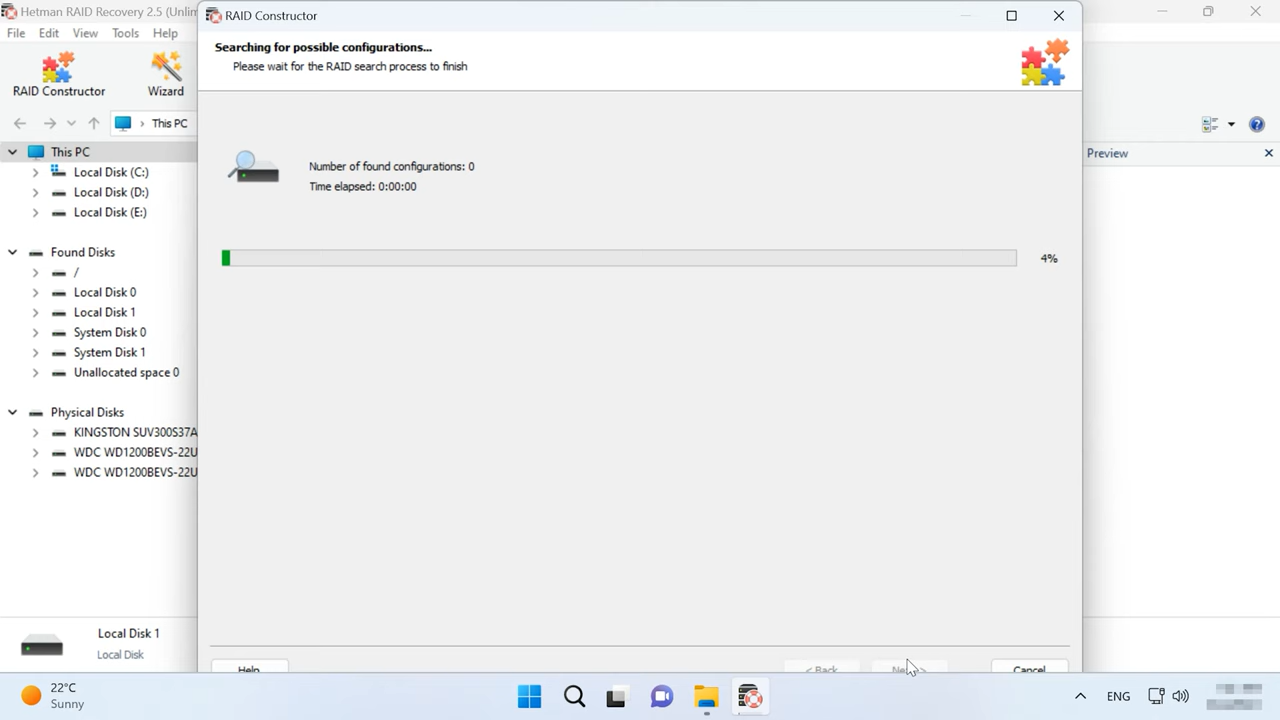 Hetman RAID Recovery 2.5 (Unlim
RAID Constructor
File Edit View Tools Help
Searching for possible configurations...
Please wait for the RAID search process to finish
RAID Constructor
Wizard
This PC
Preview
This PC
Local Disk (C:)
Local Disk (D:)
Local Disk (E:)
Number of found configurations: 0
Time elapsed: 0:00:00
4%
Found Disks
/
Local Disk 0
Local Disk 1
System Disk 0
System Disk 1
Unallocated space 0
Physical Disks
KINGSTON SUV300S37A
WDC WD1200BEVS-22U
WDC WD1200BEVS-22U
Local Disk 1
Local Disk
Help
< Back
Next >
Cancel
22°C
Sunny
ENG